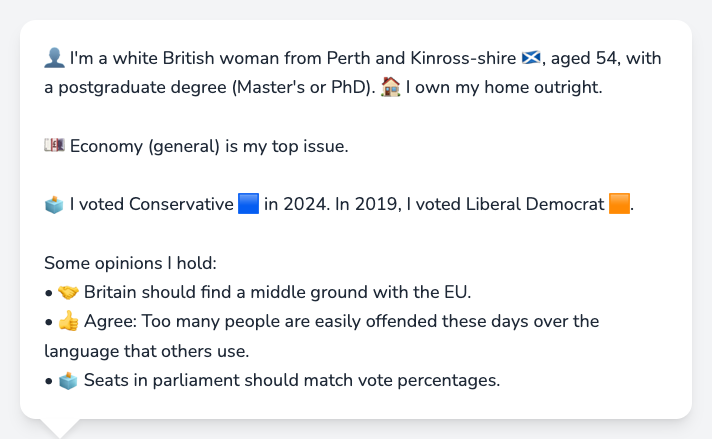 👤 I'm a white British woman from Perth and Kinross-shire 🏴󠁧󠁢󠁳󠁣󠁴󠁿, aged 54, with
a postgraduate degree (Master's or PhD). 🏠 I own my home outright.
💷 Economy (general) is my top issue.
🗳️ I voted Conservative 🟦 in 2024. In 2019, I voted Liberal Democrat 🟧.
Some opinions I hold:
• 🤝 Britain should find a middle ground with the EU.
• 👍 Agree: Too many people are easily offended these days over the
language that others use.
• 🗳️ Seats in parliament should match vote percentages.